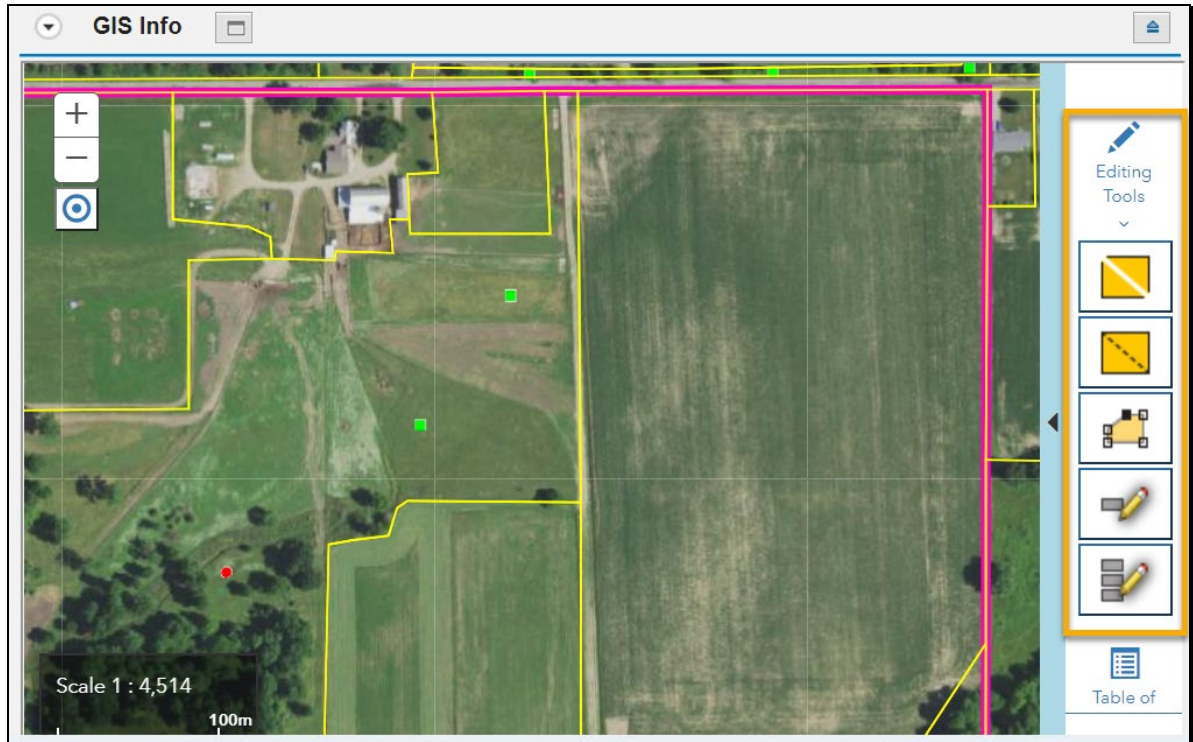 GIS Info
+
−
Editing
Tools
Scale 1 : 4,514
100m
Table of